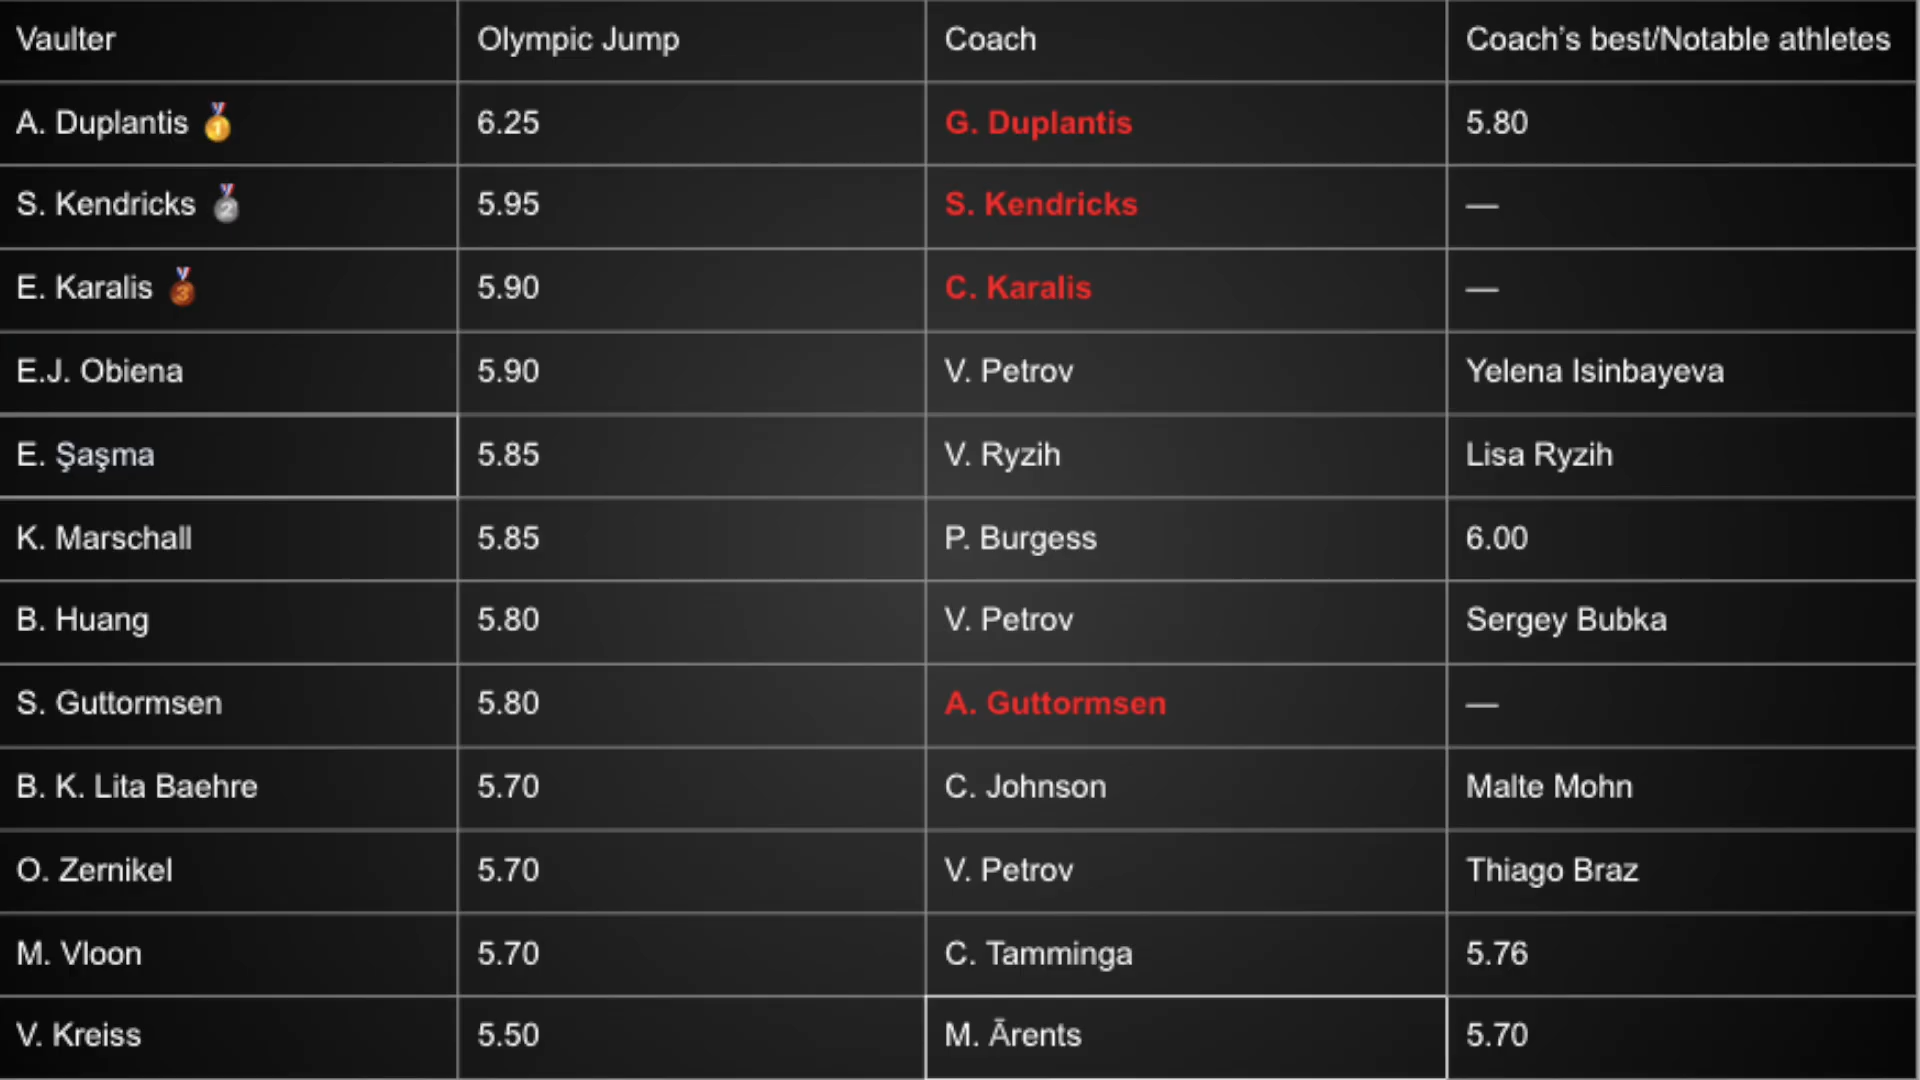 Vaulter Olympic Jump Coach Coach's best/Notable athletes
A. Duplantis 🥇 6.25 G. Duplantis 5.80
S. Kendricks 🥈 5.95 S. Kendricks —
E. Karalis 🥉 5.90 C. Karalis —
E.J. Obiena 5.90 V. Petrov Yelena Isinbayeva
E. Şaşma 5.85 V. Ryzih Lisa Ryzih
K. Marschall 5.85 P. Burgess 6.00
B. Huang 5.80 V. Petrov Sergey Bubka
S. Guttormsen 5.80 A. Guttormsen —
B. K. Lita Baehre 5.70 C. Johnson Malte Mohn
O. Zernikel 5.70 V. Petrov Thiago Braz
M. Vloon 5.70 C. Tamminga 5.76
V. Kreiss 5.50 M. Ārents 5.70